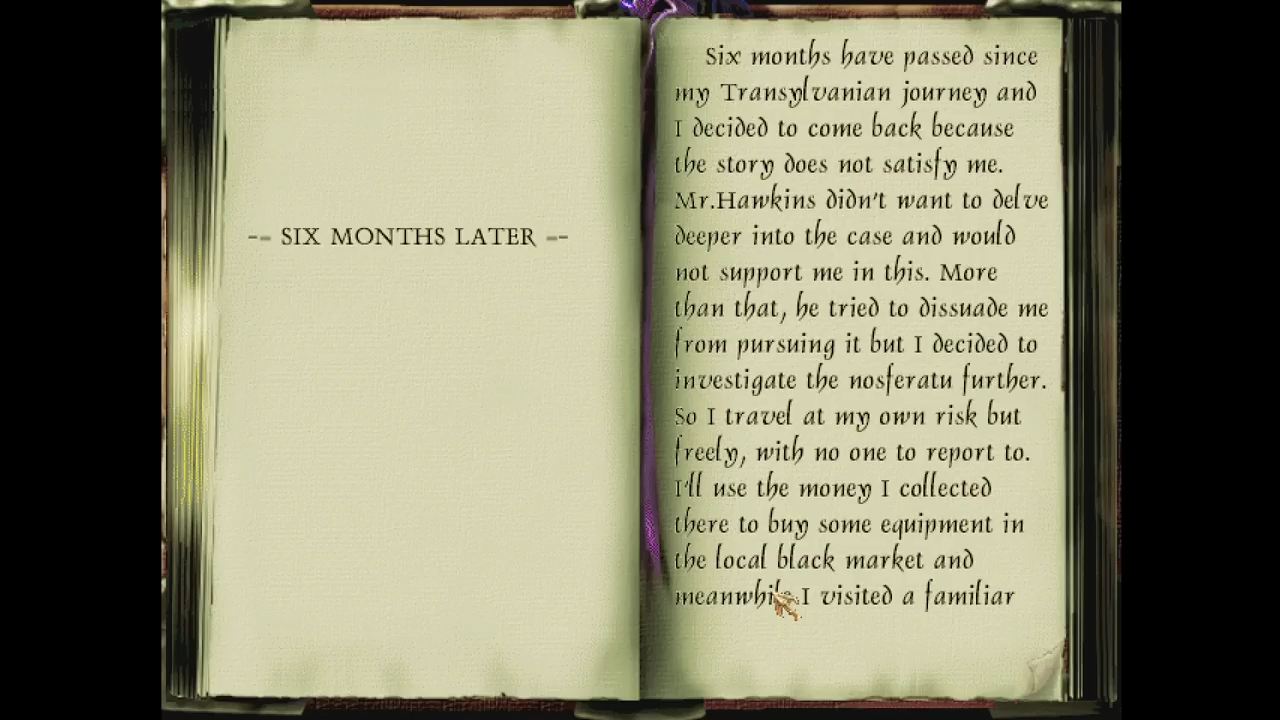 -- SIX MONTHS LATER --
Six months have passed since
my Transylvanian journey and
I decided to come back because
the story does not satisfy me.
Mr.Hawkins didn't want to delve
deeper into the case and would
not support me in this. More
than that, he tried to dissuade me
from pursuing it but I decided to
investigate the nosferatu further.
So I travel at my own risk but
freely, with no one to report to.
I'll use the money I collected
there to buy some equipment in
the local black market and
meanwhile I visited a familiar